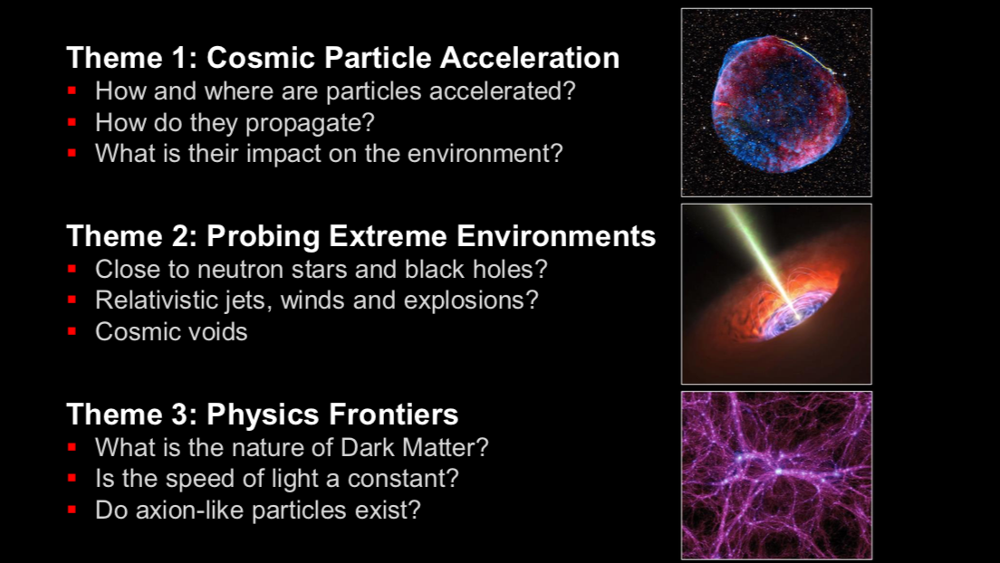 Theme 1: Cosmic Particle Acceleration
▪ How and where are particles accelerated?
▪ How do they propagate?
▪ What is their impact on the environment?
Theme 2: Probing Extreme Environments
▪ Close to neutron stars and black holes?
▪ Relativistic jets, winds and explosions?
▪ Cosmic voids
Theme 3: Physics Frontiers
▪ What is the nature of Dark Matter?
▪ Is the speed of light a constant?
▪ Do axion-like particles exist?